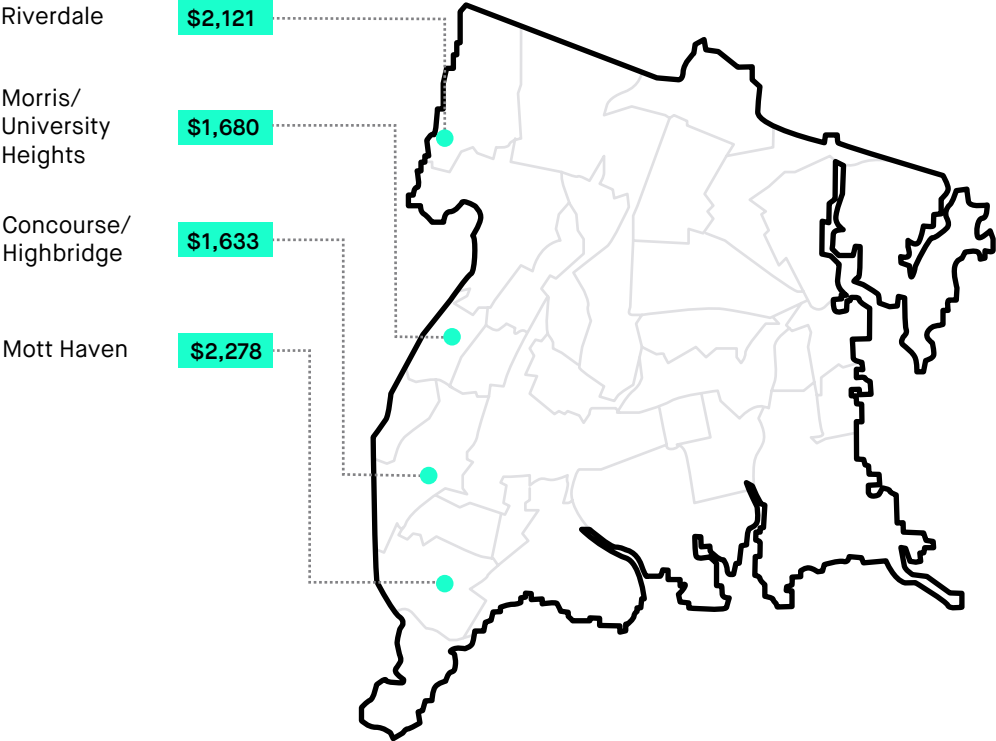 Riverdale
$2,121
Morris/
University
Heights
$1,680
Concourse/
Highbridge
$1,633
Mott Haven
$2,278